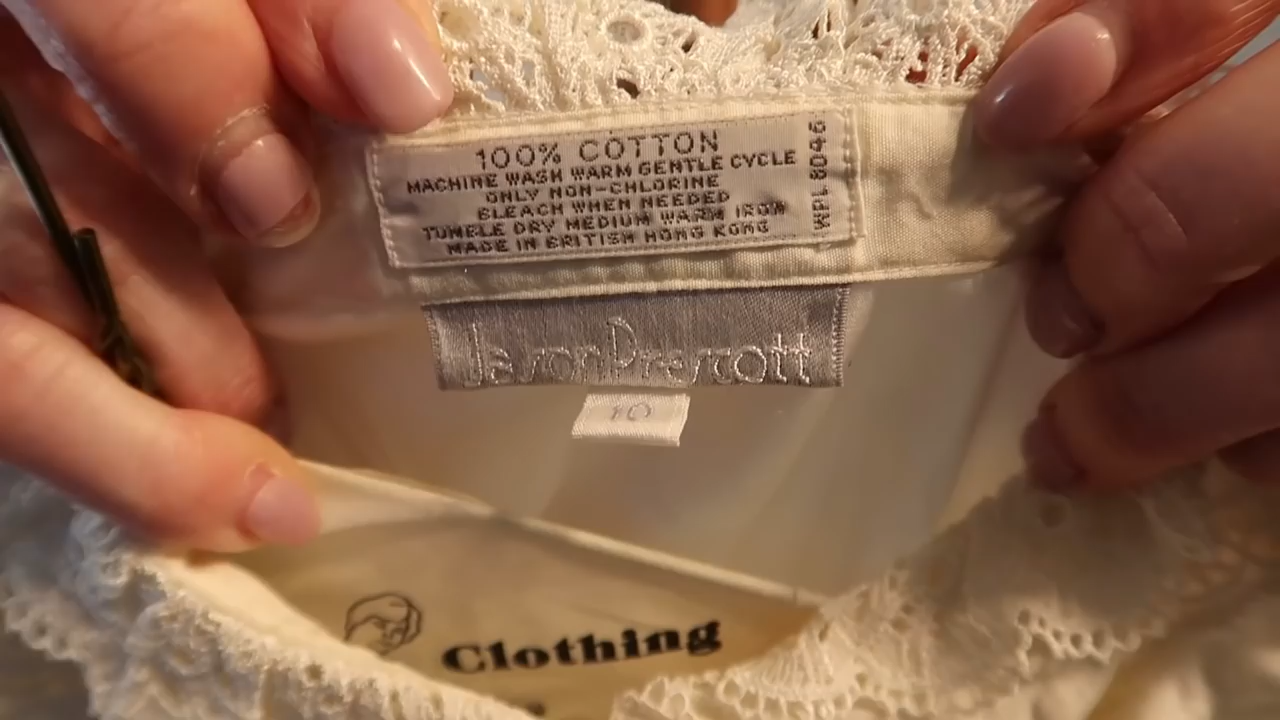 100% COTTON
MACHINE WASH WARM GENTLE CYCLE
ONLY NON-CHLORINE
BLEACH WHEN NEEDED
TUMBLE DRY MEDIUM WARM IRON
MADE IN BRITISH HONG KONG
WPL 8046
Jason Prescott
10
Clothing